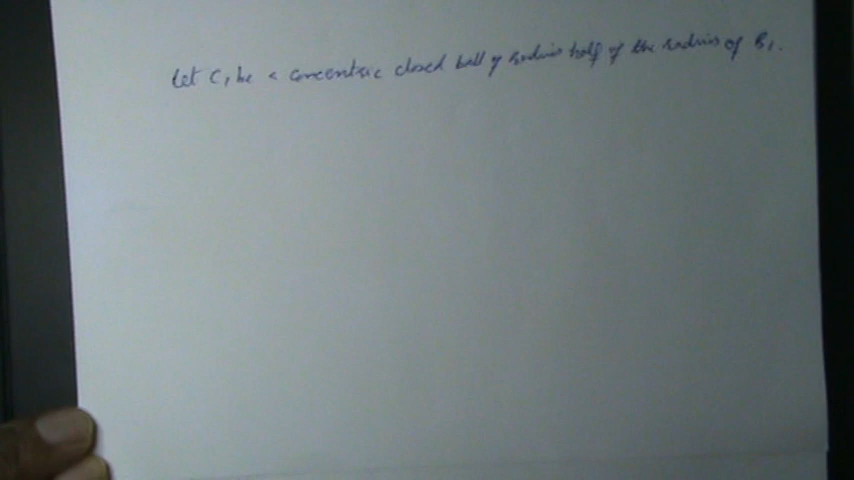 Let C₁ be a concentric closed ball of radius half of the radius of B₁.